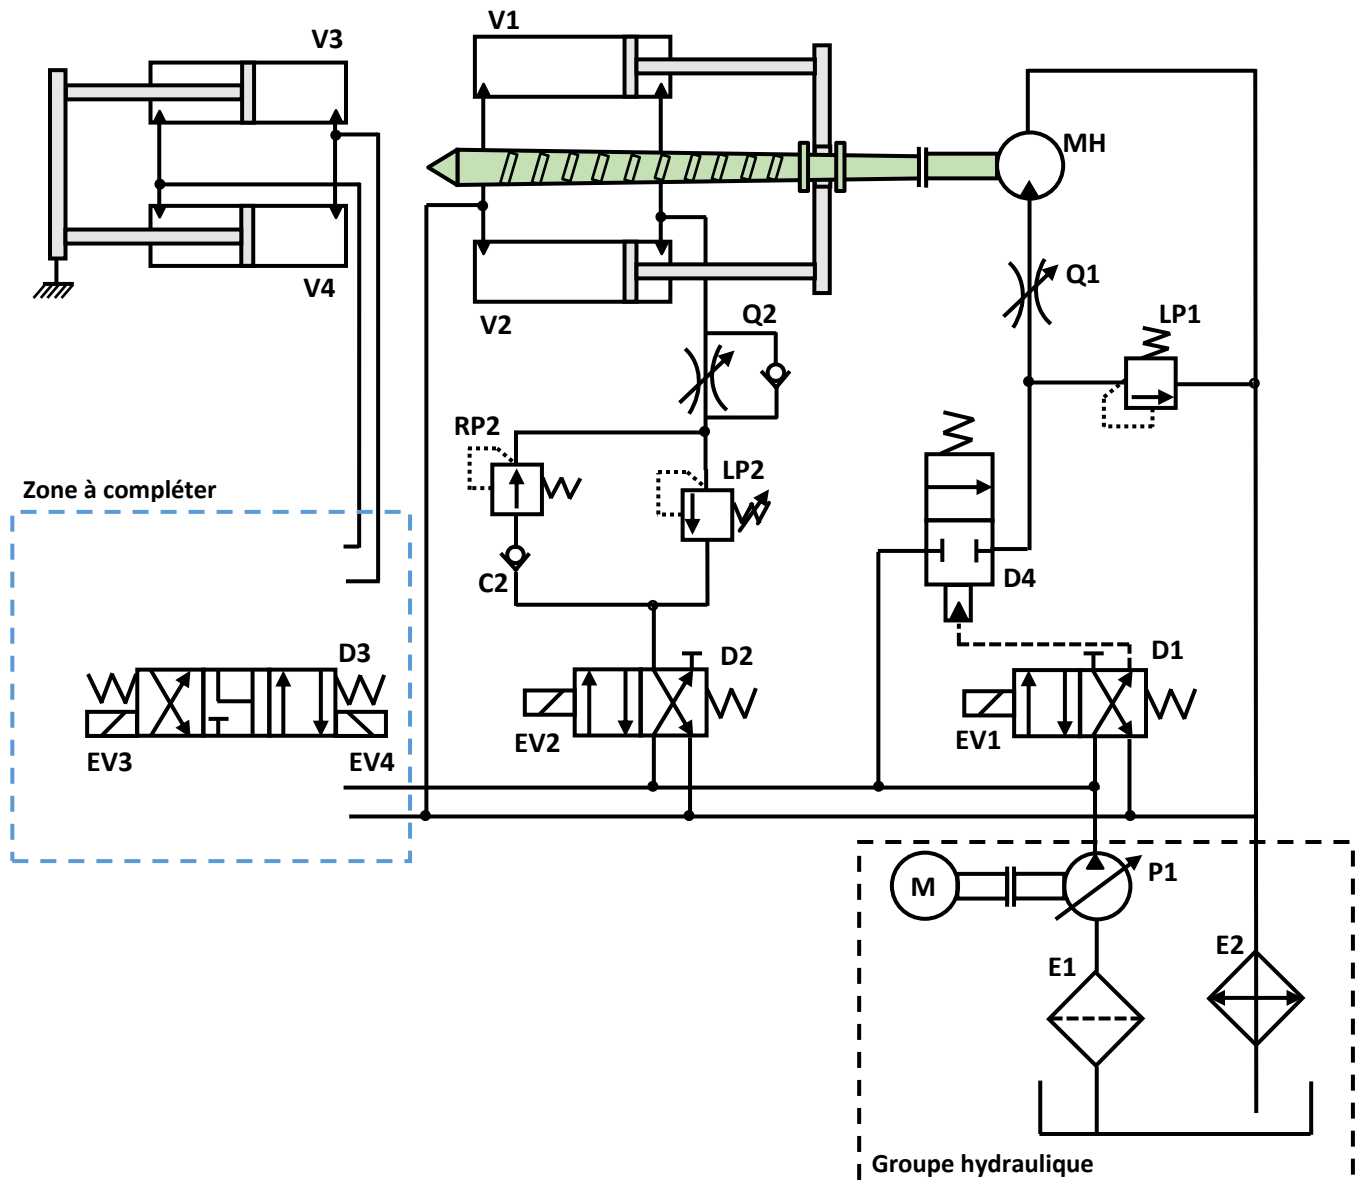 V1
V3
MH
V4
Q1
V2
Q2
LP1
RP2
LP2
Zone à compléter
C2
D4
D3
D2
D1
EV3
EV4
EV2
EV1
M
P1
E1
E2
Groupe hydraulique